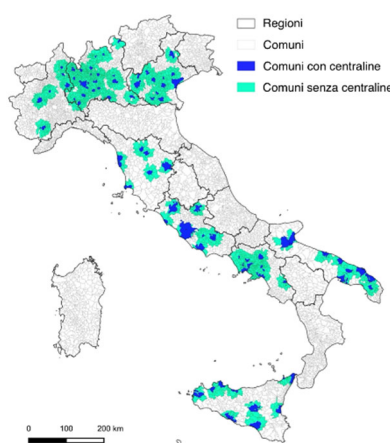 Regioni
Comuni
Comuni con centraline
Comuni senza centraline
0 100 200 km